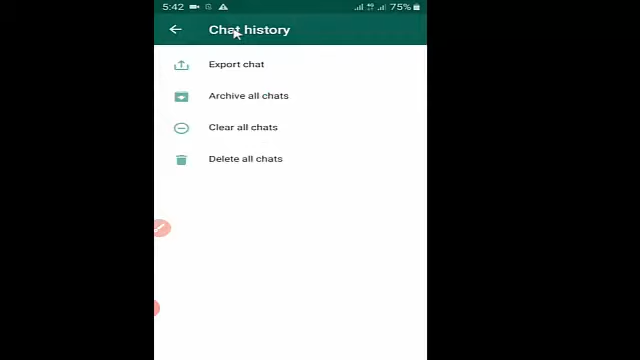 5:42 75%
Chat history
Export chat
Archive all chats
Clear all chats
Delete all chats